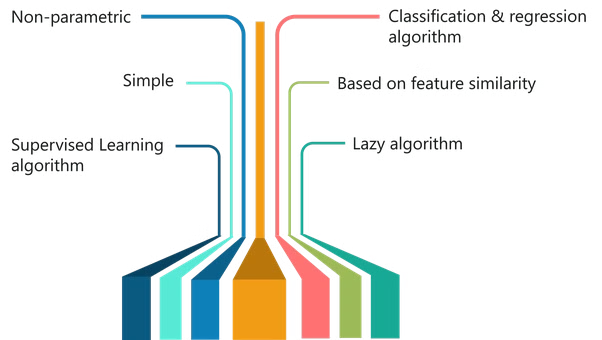 Non-parametric
Simple
Supervised Learning
algorithm
Classification & regression
algorithm
Based on feature similarity
Lazy algorithm